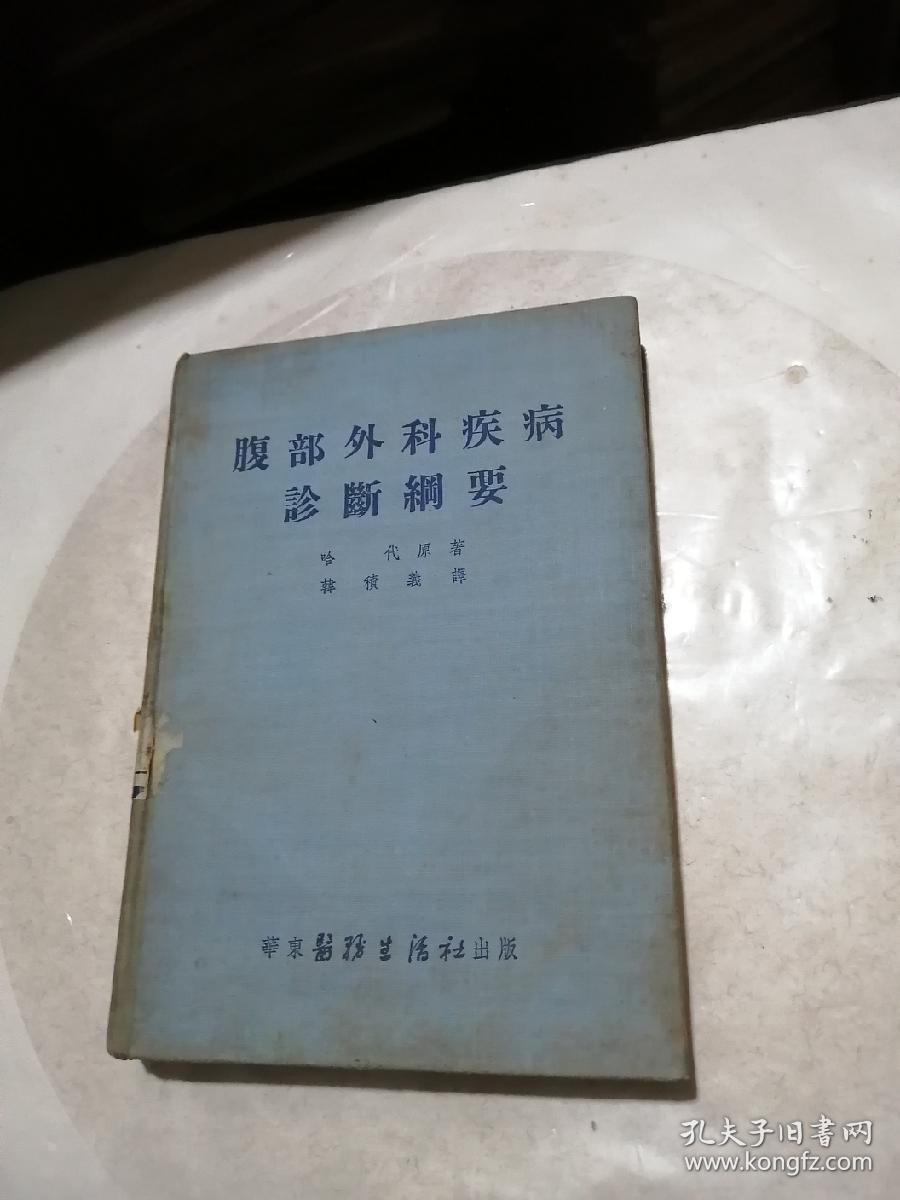 腹部外科疾病
診斷綱要
哈代原著
韓積義譯
華東醫務生活社出版
孔夫子旧书网
www.kongfz.com